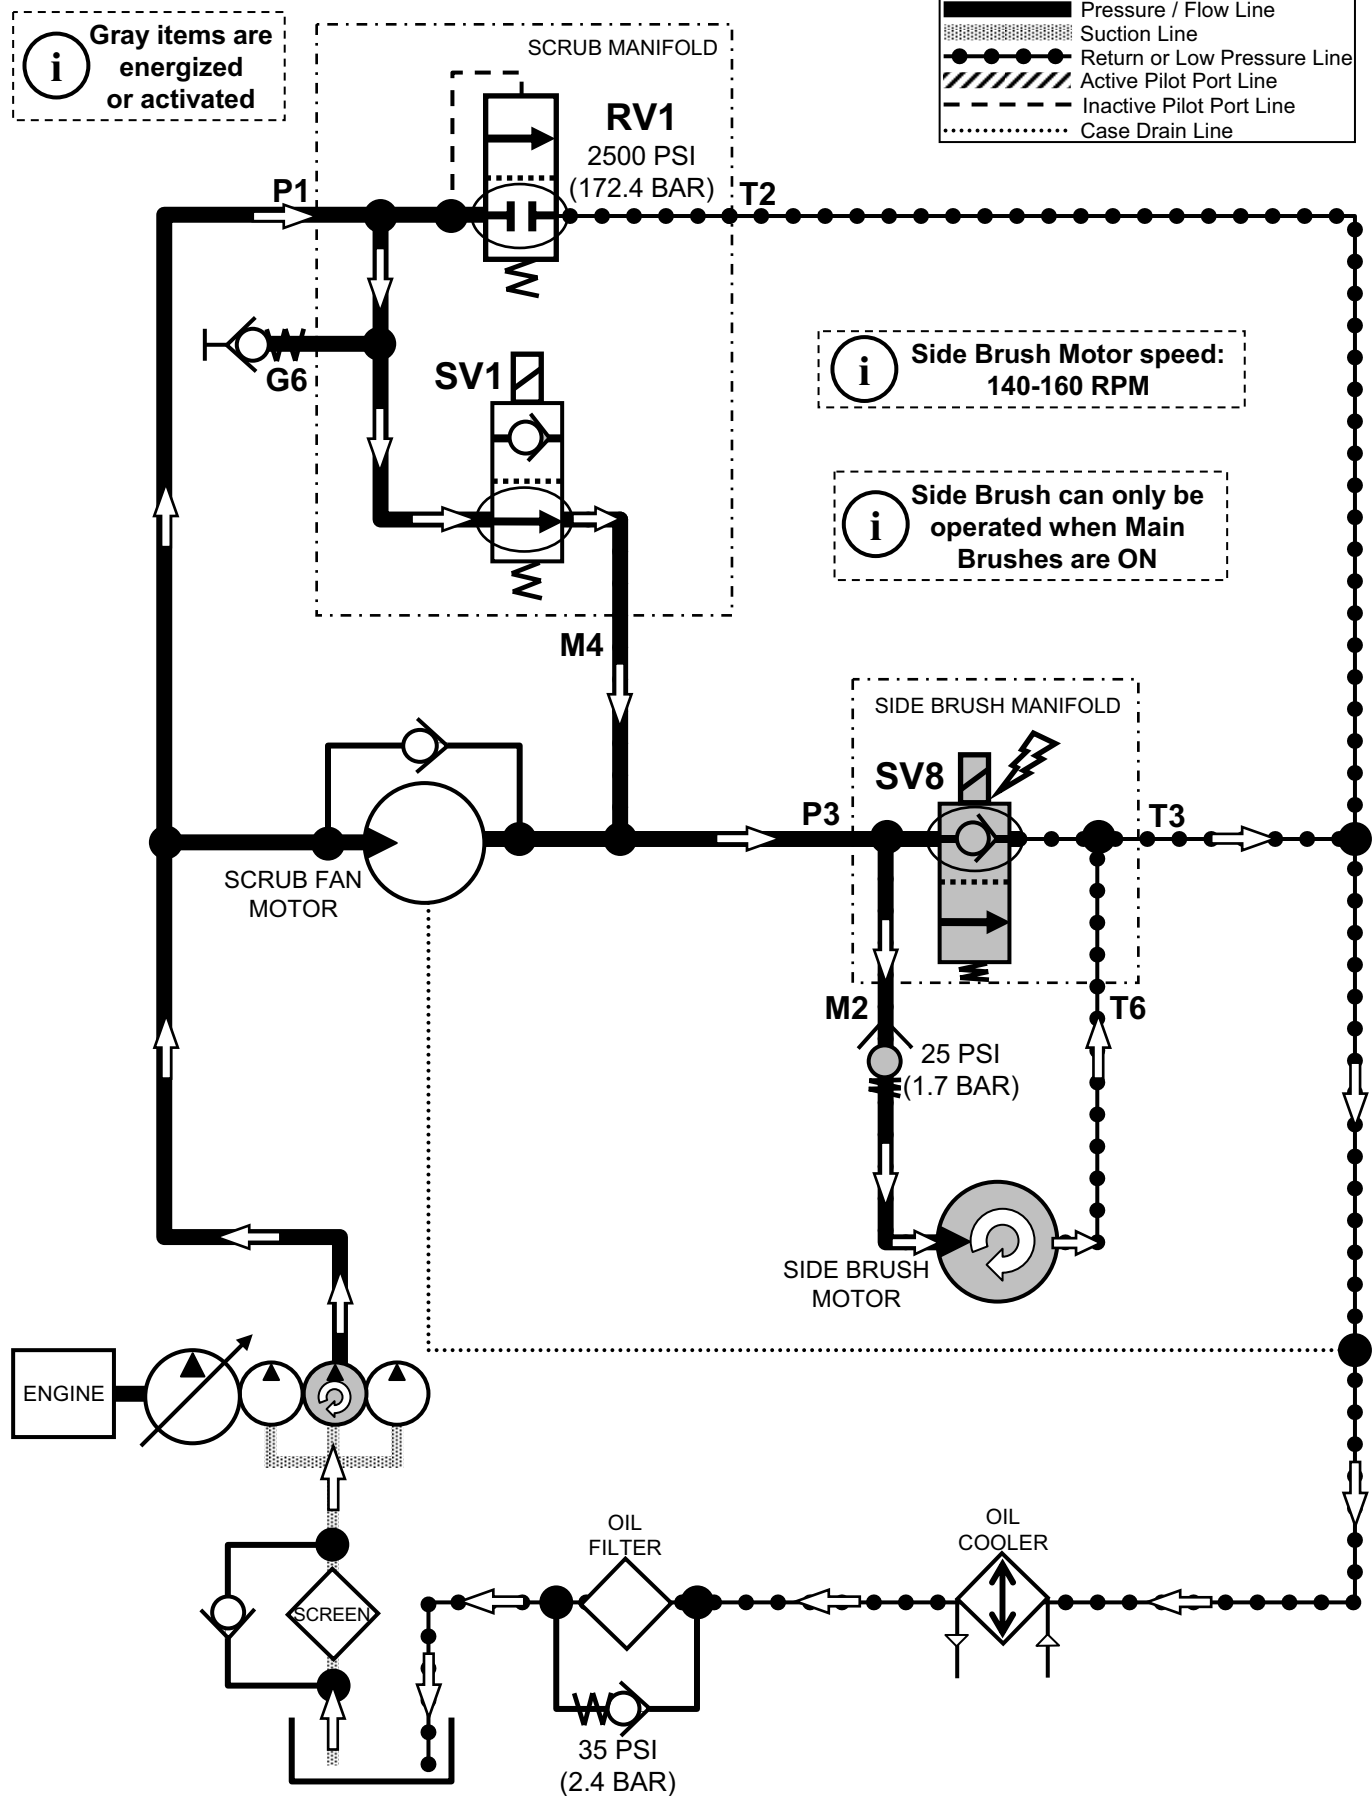 i
Gray items are
energized
or activated
SCRUB MANIFOLD
Pressure / Flow Line
Suction Line
Return or Low Pressure Line
Active Pilot Port Line
Inactive Pilot Port Line
Case Drain Line
RV1
2500 PSI
(172.4 BAR)
P1
T2
G6
SV1
i
Side Brush Motor speed:
140-160 RPM
i
Side Brush can only be
operated when Main
Brushes are ON
M4
SIDE BRUSH MANIFOLD
SV8
P3
T3
SCRUB FAN
MOTOR
M2
T6
25 PSI
(1.7 BAR)
SIDE BRUSH
MOTOR
ENGINE
OIL
FILTER
OIL
COOLER
SCREEN
35 PSI
(2.4 BAR)